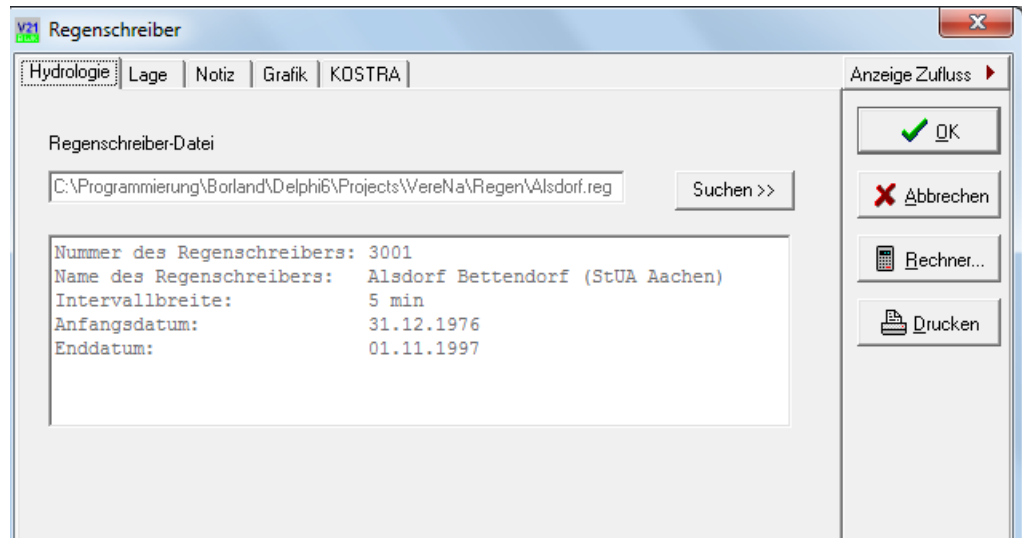 V21 Regenschreiber X
Hydrologie Lage Notiz Grafik KOSTRA Anzeige Zufluss
Regenschreiber-Datei
C:\Programmierung\Borland\Delphi6\Projects\VereNa\Regen\Alsdorf.reg Suchen >>
Nummer des Regenschreibers: 3001
Name des Regenschreibers: Alsdorf Bettendorf (StUA Aachen)
Intervallbreite: 5 min
Anfangsdatum: 31.12.1976
Enddatum: 01.11.1997
OK
Abbrechen
Rechner...
Drucken